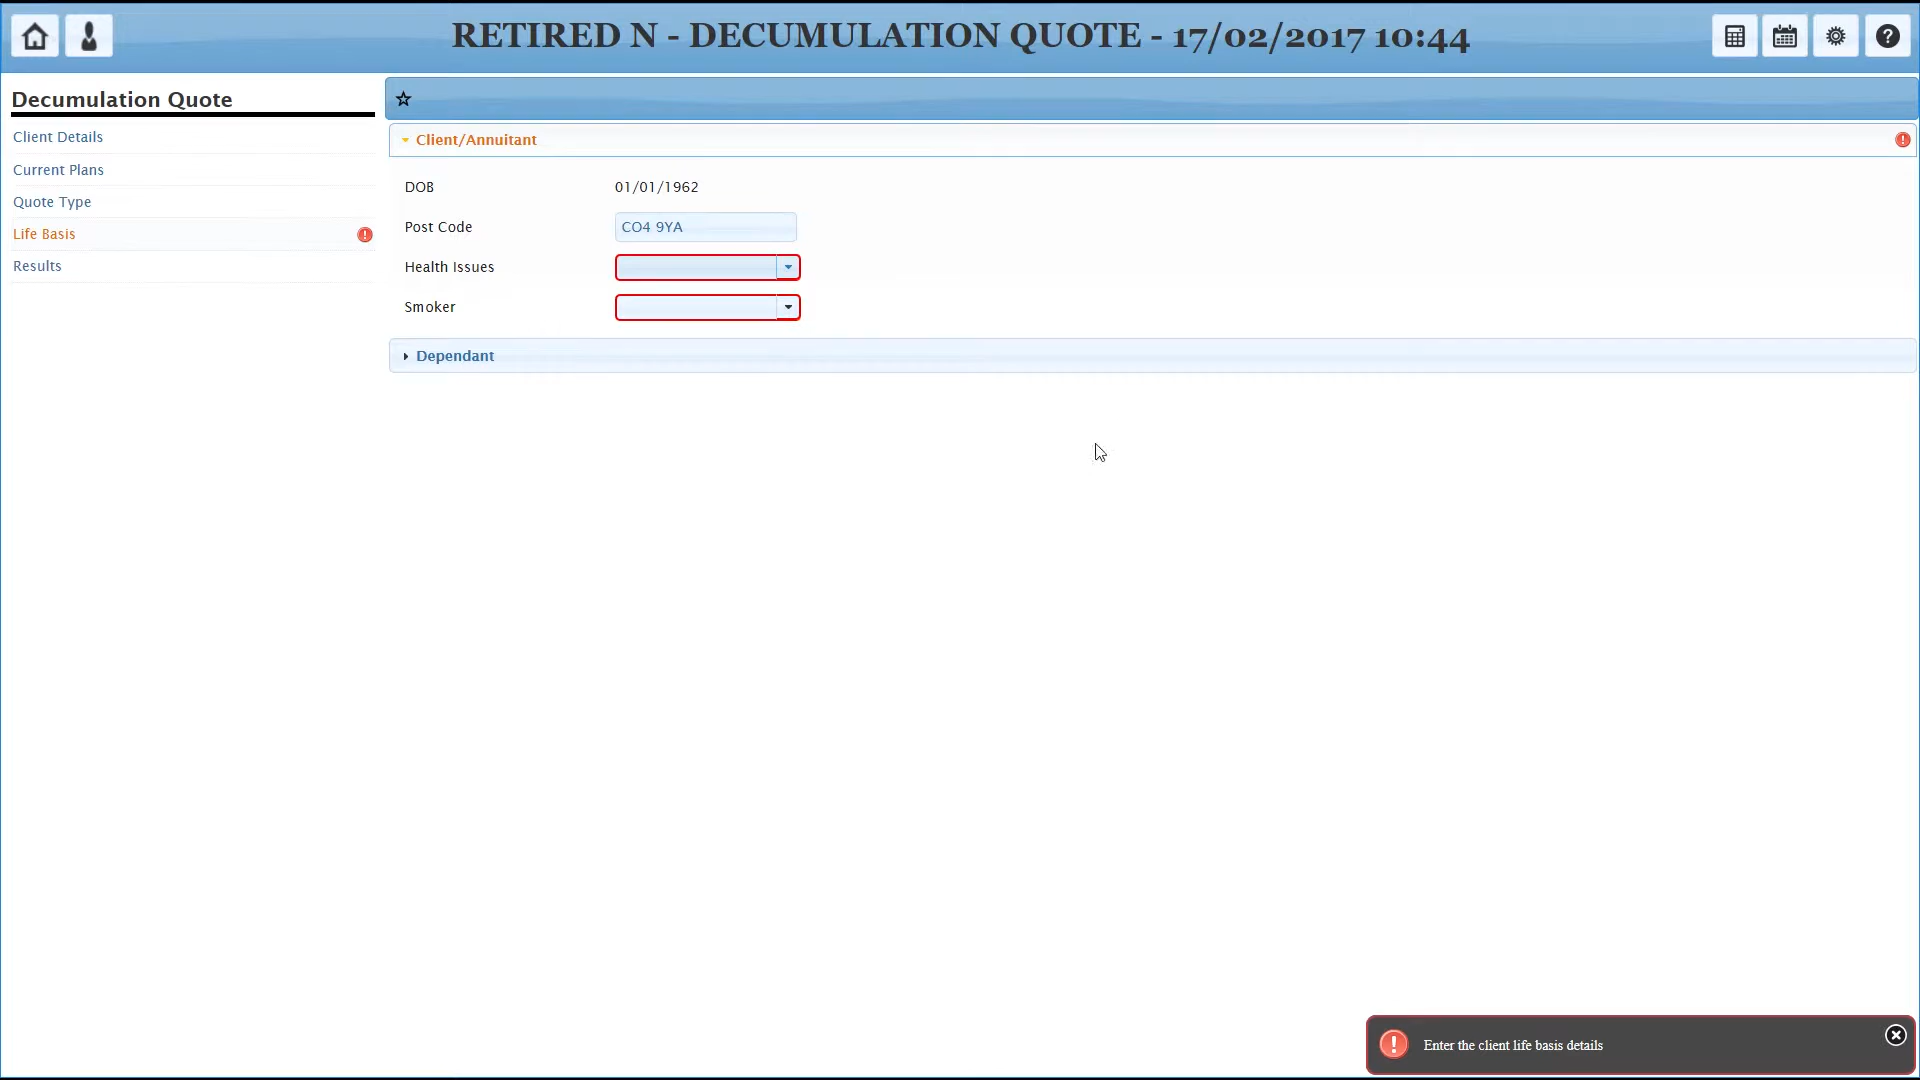 RETIRED N - DECUMULATION QUOTE - 17/02/2017 10:44
Decumulation Quote
Client Details
Current Plans
Quote Type
Life Basis
Results
Client/Annuitant
DOB 01/01/1962
Post Code CO4 9YA
Health Issues
Smoker
Dependant
Enter the client life basis details